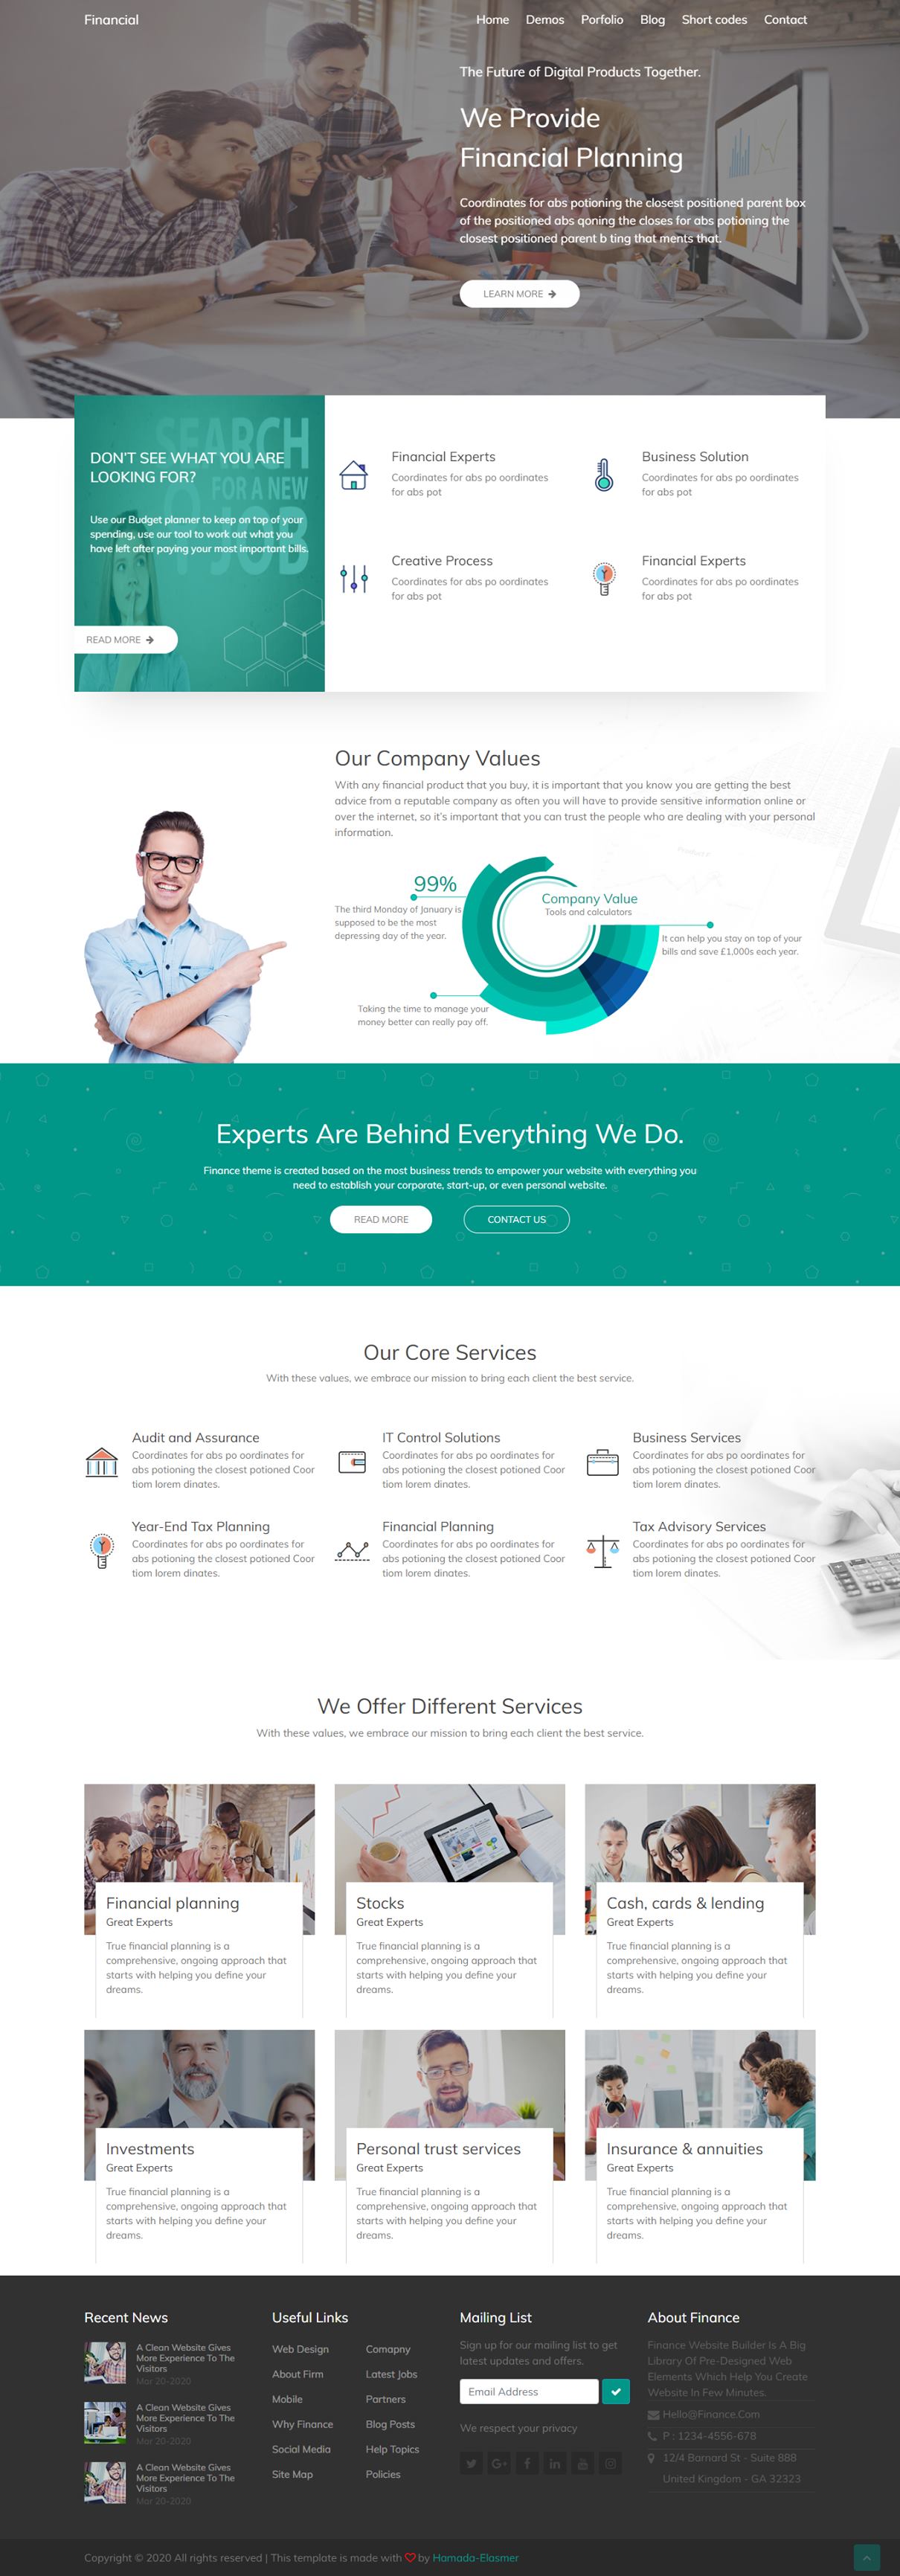 Financial
Home Demos Porfolio Blog Short codes Contact
The Future of Digital Products Together.
We Provide
Financial Planning
Coordinates for abs potioning the closest positioned parent box
of the positioned abs qoning the closes for abs potioning the
closest positioned parent b ting that ments that.
LEARN MORE
SEARCH
FOR A NEW
JOB
DON'T SEE WHAT YOU ARE
LOOKING FOR?
Use our Budget planner to keep on top of your
spending, use our tool to work out what you
have left after paying your most important bills.
READ MORE
Financial Experts
Coordinates for abs po oordinates
for abs pot
Business Solution
Coordinates for abs po oordinates
for abs pot
Creative Process
Coordinates for abs po oordinates
for abs pot
Financial Experts
Coordinates for abs po oordinates
for abs pot
Our Company Values
With any financial product that you buy, it is important that you know you are getting the best
advice from a reputable company as often you will have to provide sensitive information online or
over the internet, so it's important that you can trust the people who are dealing with your personal
information.
99%
The third Monday of January is
supposed to be the most
depressing day of the year.
Company Value
Tools and calculators
It can help you stay on top of your
bills and save £1,000s each year.
Taking the time to manage your
money better can really pay off.
Experts Are Behind Everything We Do.
Finance theme is created based on the most business trends to empower your website with everything you
need to establish your corporate, start-up, or even personal website.
READ MORE
CONTACT US
Our Core Services
With these values, we embrace our mission to bring each client the best service.
Audit and Assurance
Coordinates for abs po oordinates for
abs potioning the closest potioned Coor
tiom lorem dinates.
IT Control Solutions
Coordinates for abs po oordinates for
abs potioning the closest potioned Coor
tiom lorem dinates.
Business Services
Coordinates for abs po oordinates for
abs potioning the closest potioned Coor
tiom lorem dinates.
Year-End Tax Planning
Coordinates for abs po oordinates for
abs potioning the closest potioned Coor
tiom lorem dinates.
Financial Planning
Coordinates for abs po oordinates for
abs potioning the closest potioned Coor
tiom lorem dinates.
Tax Advisory Services
Coordinates for abs po oordinates for
abs potioning the closest potioned Coor
tiom lorem dinates.
We Offer Different Services
With these values, we embrace our mission to bring each client the best service.
Financial planning
Great Experts
True financial planning is a
comprehensive, ongoing approach that
starts with helping you define your
dreams.
Stocks
Great Experts
True financial planning is a
comprehensive, ongoing approach that
starts with helping you define your
dreams.
Cash, cards & lending
Great Experts
True financial planning is a
comprehensive, ongoing approach that
starts with helping you define your
dreams.
Investments
Great Experts
True financial planning is a
comprehensive, ongoing approach that
starts with helping you define your
dreams.
Personal trust services
Great Experts
True financial planning is a
comprehensive, ongoing approach that
starts with helping you define your
dreams.
Insurance & annuities
Great Experts
True financial planning is a
comprehensive, ongoing approach that
starts with helping you define your
dreams.
Recent News
A Clean Website Gives
More Experience To The
Visitors
Mar 20-2020
A Clean Website Gives
More Experience To The
Visitors
Mar 20-2020
A Clean Website Gives
More Experience To The
Visitors
Mar 20-2020
Useful Links
Web Design
About Firm
Mobile
Why Finance
Social Media
Site Map
Comapny
Latest Jobs
Partners
Blog Posts
Help Topics
Policies
Mailing List
Sign up for our mailing list to get
latest updates and offers.
Email Address
We respect your privacy
About Finance
Finance Website Builder Is A Big
Library Of Pre-Designed Web
Elements Which Help You Create
Website In Few Minutes.
Hello@Finance.Com
P : 1234-4556-678
12/4 Barnard St - Suite 888
United Kingdom - GA 32323
Copyright © 2020 All rights reserved | This template is made with by Hamada-Elasmer